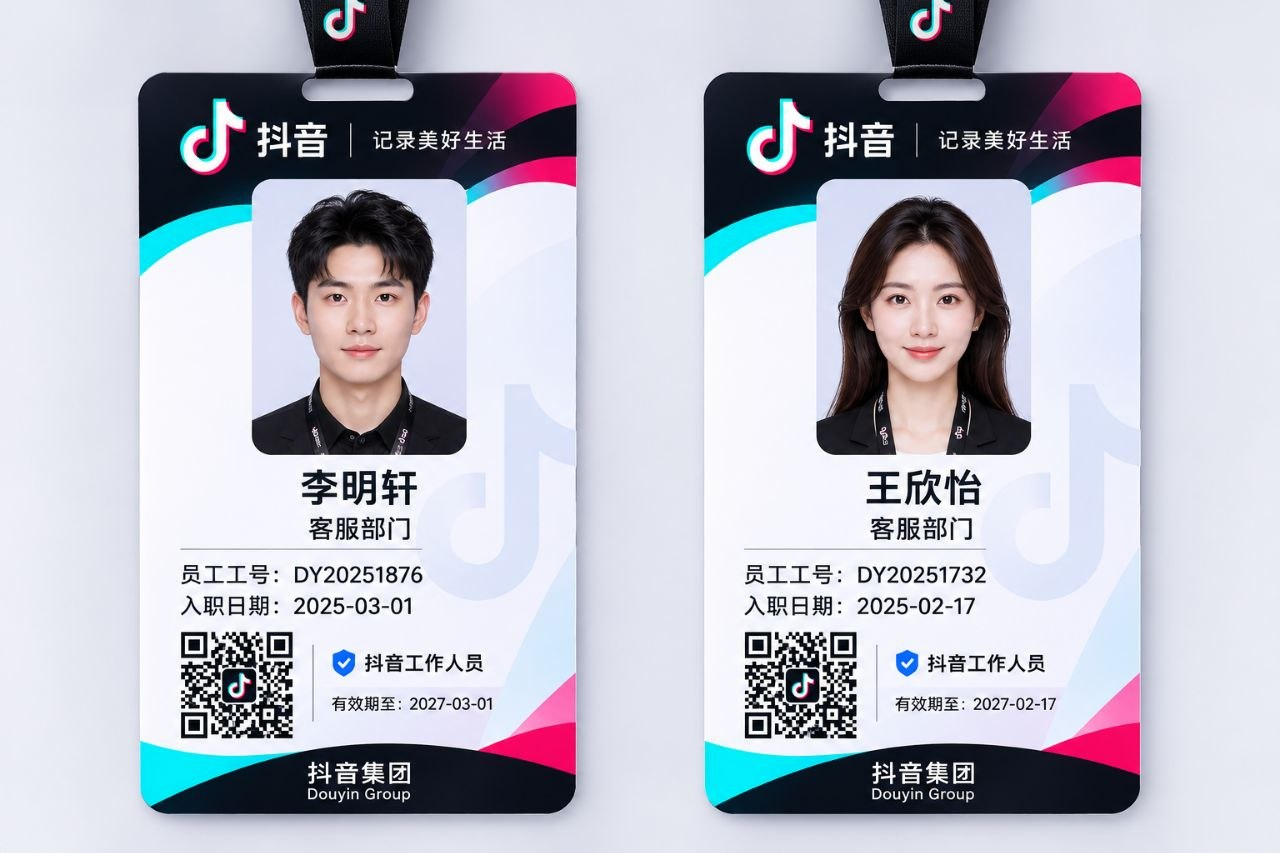 抖音 记录美好生活
李明轩
客服部门
员工工号：DY20251876
入职日期：2025-03-01
抖音工作人员
有效期至：2027-03-01
抖音集团
Douyin Group
抖音 记录美好生活
王欣怡
客服部门
员工工号：DY20251732
入职日期：2025-02-17
抖音工作人员
有效期至：2027-02-17
抖音集团
Douyin Group